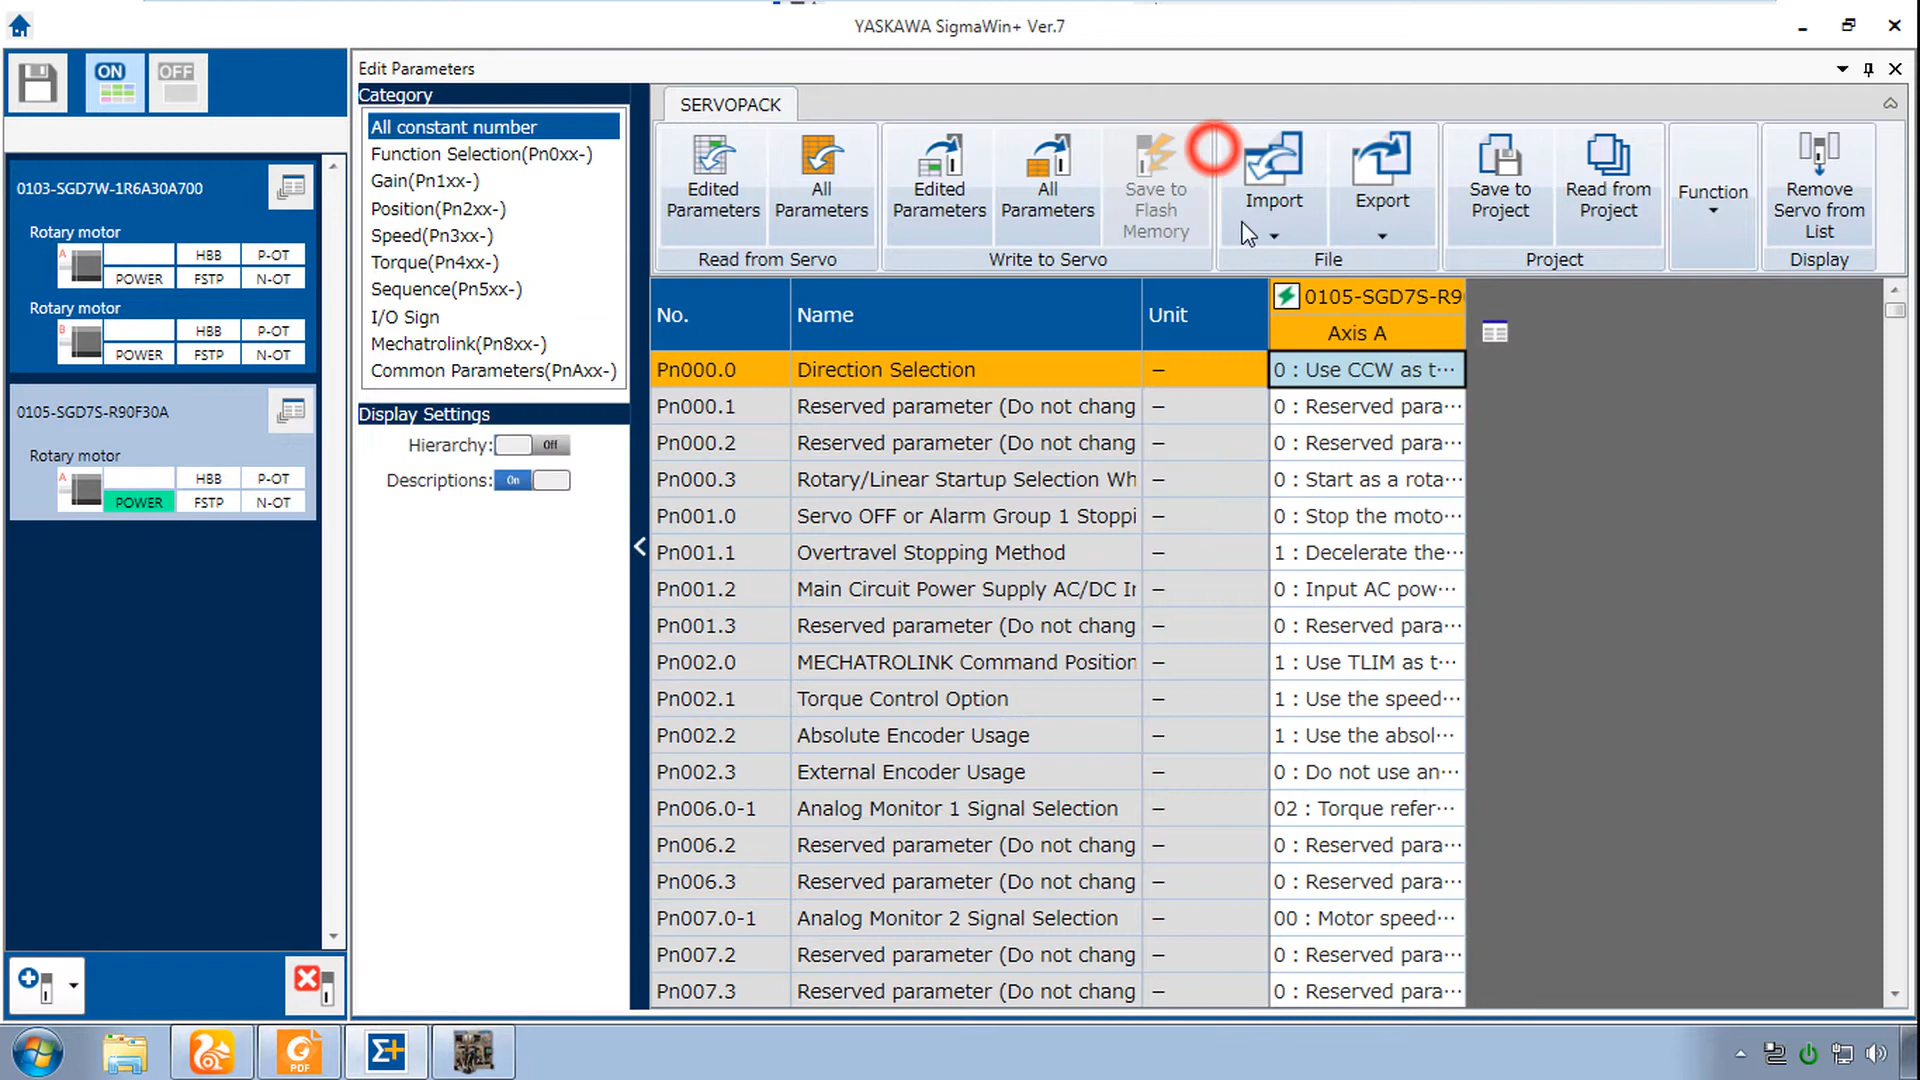 YASKAWA SigmaWin+ Ver.7
ON
OFF
0103-SGD7W-1R6A30A700
Rotary motor
A
HBB
P-OT
POWER
FSTP
N-OT
Rotary motor
B
HBB
P-OT
POWER
FSTP
N-OT
0105-SGD7S-R90F30A
Rotary motor
A
HBB
P-OT
POWER
FSTP
N-OT
Edit Parameters
Category
All constant number
Function Selection(Pn0xx-)
Gain(Pn1xx-)
Position(Pn2xx-)
Speed(Pn3xx-)
Torque(Pn4xx-)
Sequence(Pn5xx-)
I/O Sign
Mechatrolink(Pn8xx-)
Common Parameters(PnAxx-)
Display Settings
Hierarchy: Off
Descriptions: On
SERVOPACK
Edited Parameters
All Parameters
Read from Servo
Edited Parameters
All Parameters
Save to Flash Memory
Write to Servo
Import
Export
File
Save to Project
Read from Project
Project
Function
Remove Servo from List
Display
No. Name Unit 0105-SGD7S-R9
Axis A
Pn000.0 Direction Selection – 0 : Use CCW as t···
Pn000.1 Reserved parameter (Do not chang – 0 : Reserved para···
Pn000.2 Reserved parameter (Do not chang – 0 : Reserved para···
Pn000.3 Rotary/Linear Startup Selection Wh – 0 : Start as a rota···
Pn001.0 Servo OFF or Alarm Group 1 Stoppi – 0 : Stop the moto···
Pn001.1 Overtravel Stopping Method – 1 : Decelerate the···
Pn001.2 Main Circuit Power Supply AC/DC Ir – 0 : Input AC pow···
Pn001.3 Reserved parameter (Do not chang – 0 : Reserved para···
Pn002.0 MECHATROLINK Command Position – 1 : Use TLIM as t···
Pn002.1 Torque Control Option – 1 : Use the speed···
Pn002.2 Absolute Encoder Usage – 1 : Use the absol···
Pn002.3 External Encoder Usage – 0 : Do not use an···
Pn006.0-1 Analog Monitor 1 Signal Selection – 02 : Torque refer···
Pn006.2 Reserved parameter (Do not chang – 0 : Reserved para···
Pn006.3 Reserved parameter (Do not chang – 0 : Reserved para···
Pn007.0-1 Analog Monitor 2 Signal Selection – 00 : Motor speed···
Pn007.2 Reserved parameter (Do not chang – 0 : Reserved para···
Pn007.3 Reserved parameter (Do not chang – 0 : Reserved para···
PDF
Σ+